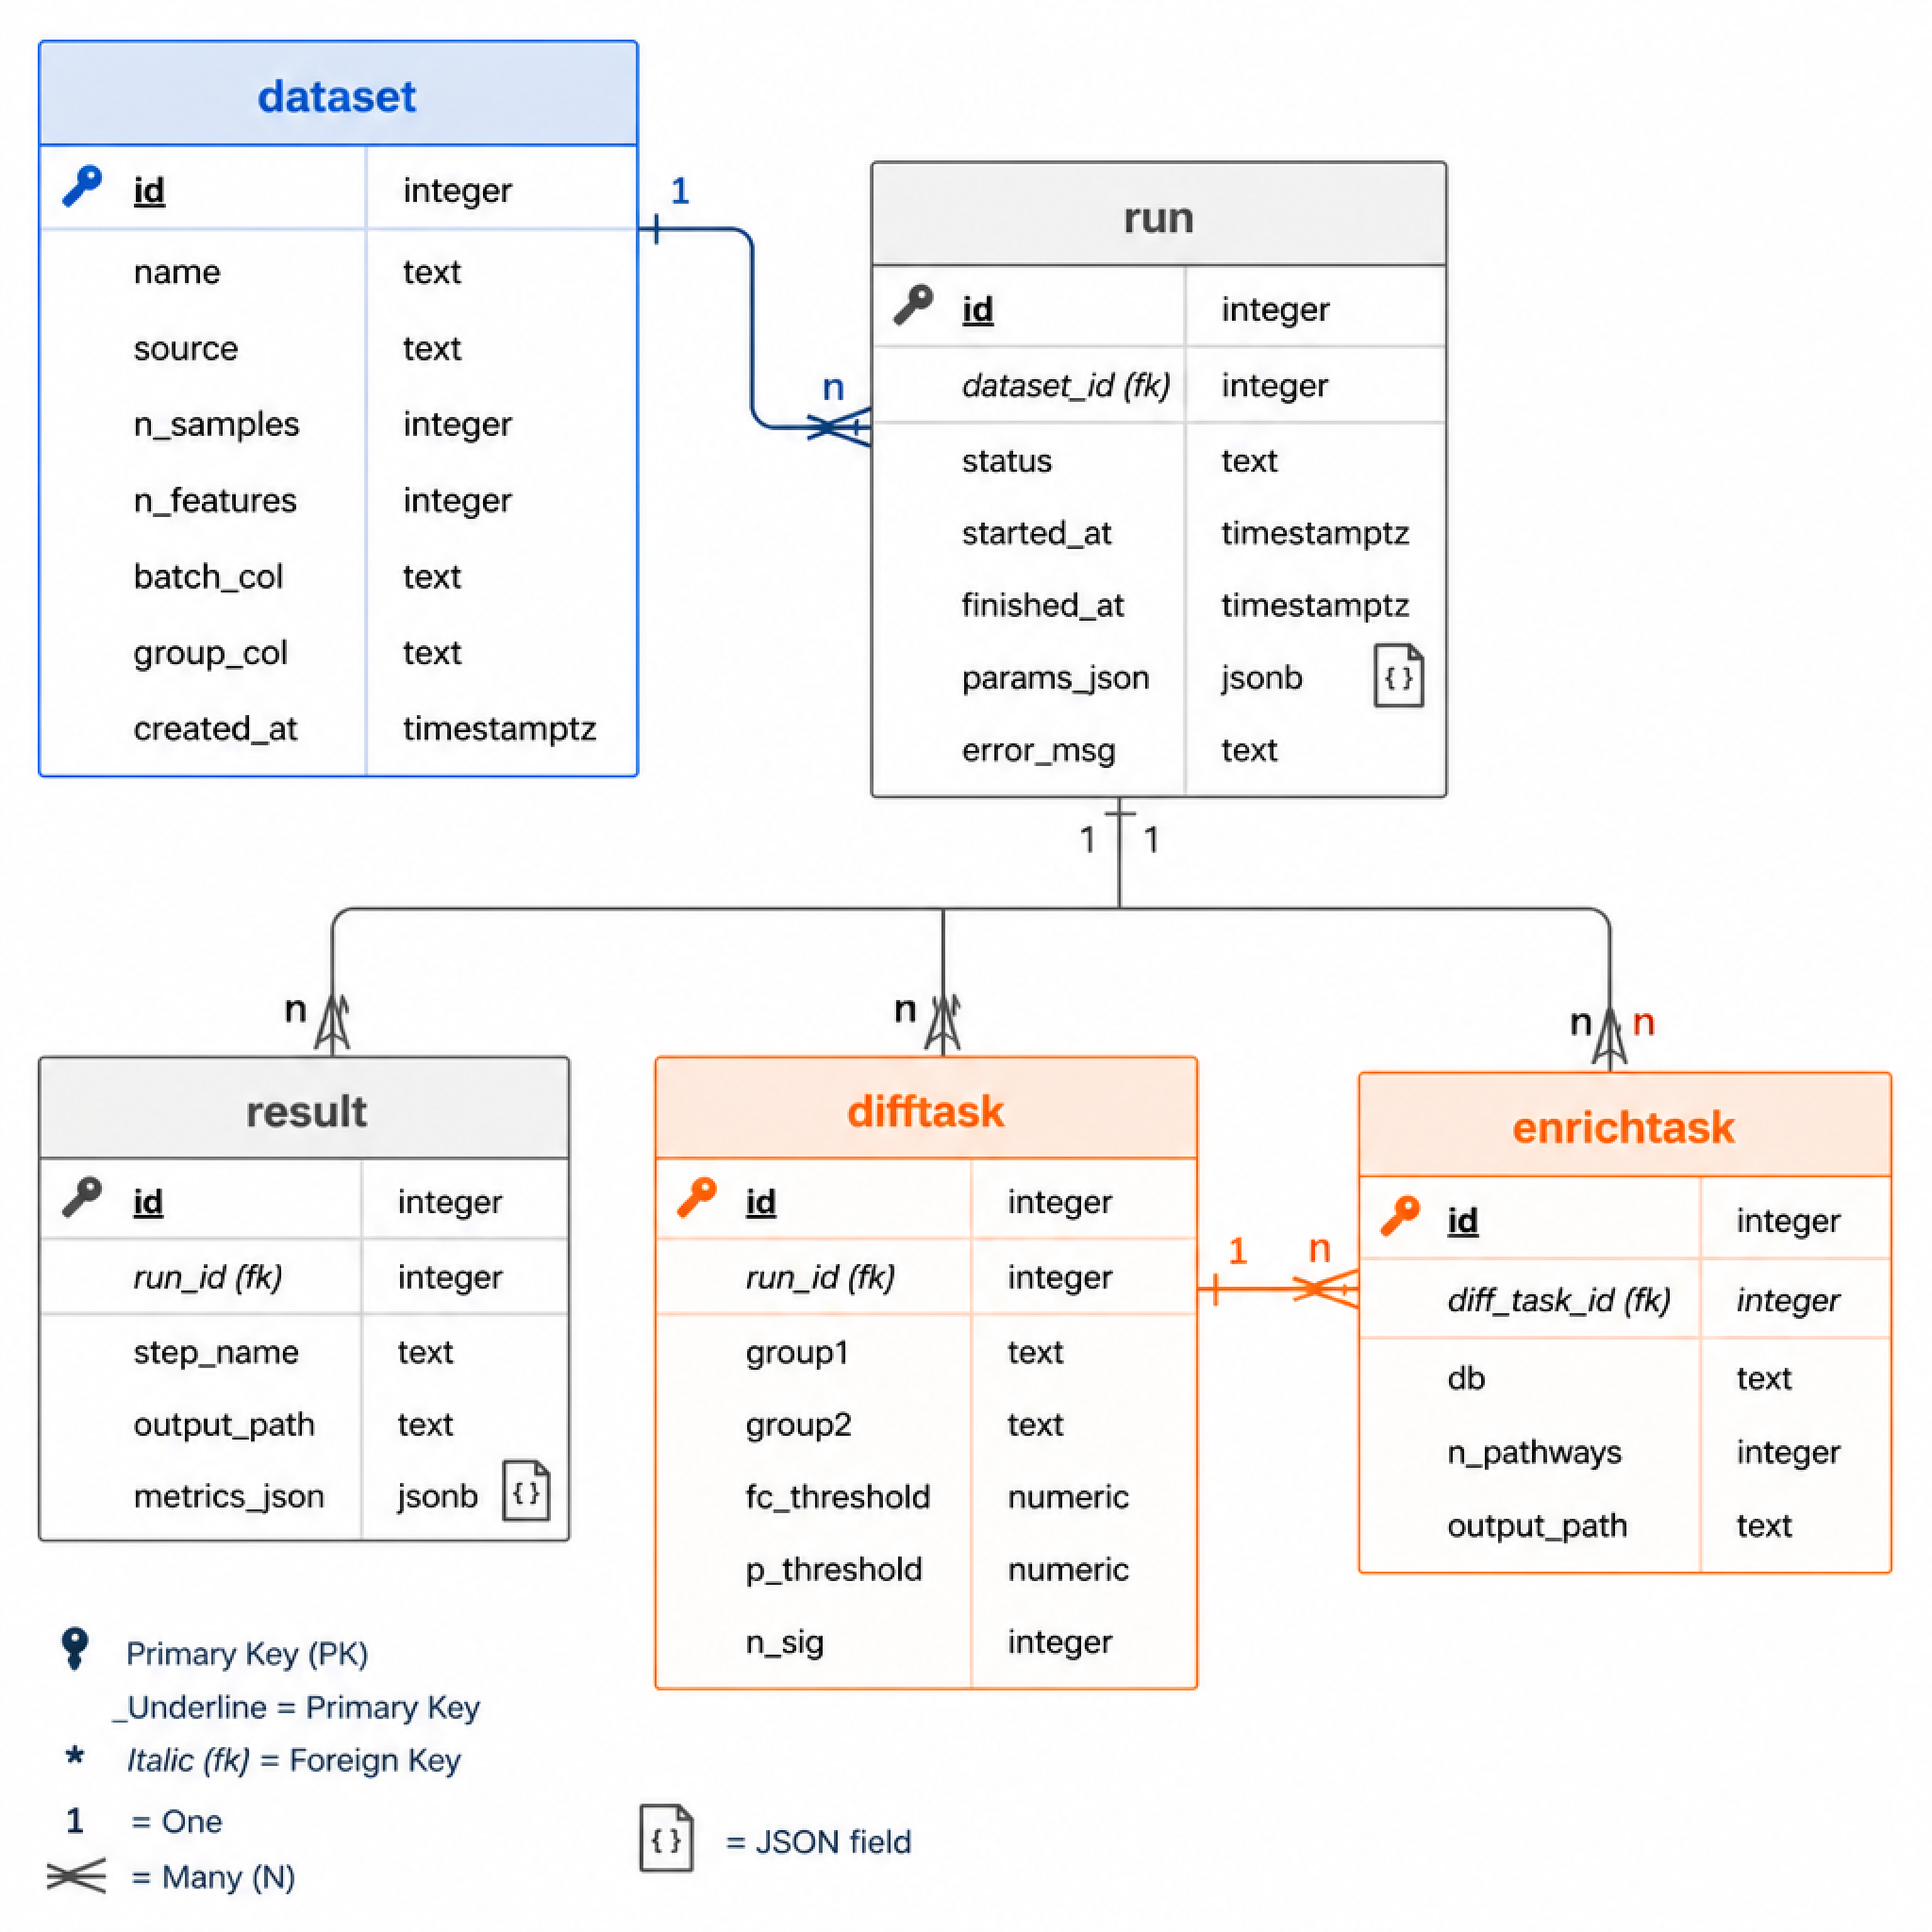 dataset
id integer
name text
source text
n_samples integer
n_features integer
batch_col text
group_col text
created_at timestamptz
1
n
run
id integer
dataset_id (fk) integer
status text
started_at timestamptz
finished_at timestamptz
params_json jsonb {}
error_msg text
1 1
n
n
n n
result
id integer
run_id (fk) integer
step_name text
output_path text
metrics_json jsonb {}
difftask
id integer
run_id (fk) integer
group1 text
group2 text
fc_threshold numeric
p_threshold numeric
n_sig integer
1 n
enrichtask
id integer
diff_task_id (fk) integer
db text
n_pathways integer
output_path text
Primary Key (PK)
_Underline = Primary Key
* Italic (fk) = Foreign Key
1 = One
= Many (N)
{} = JSON field